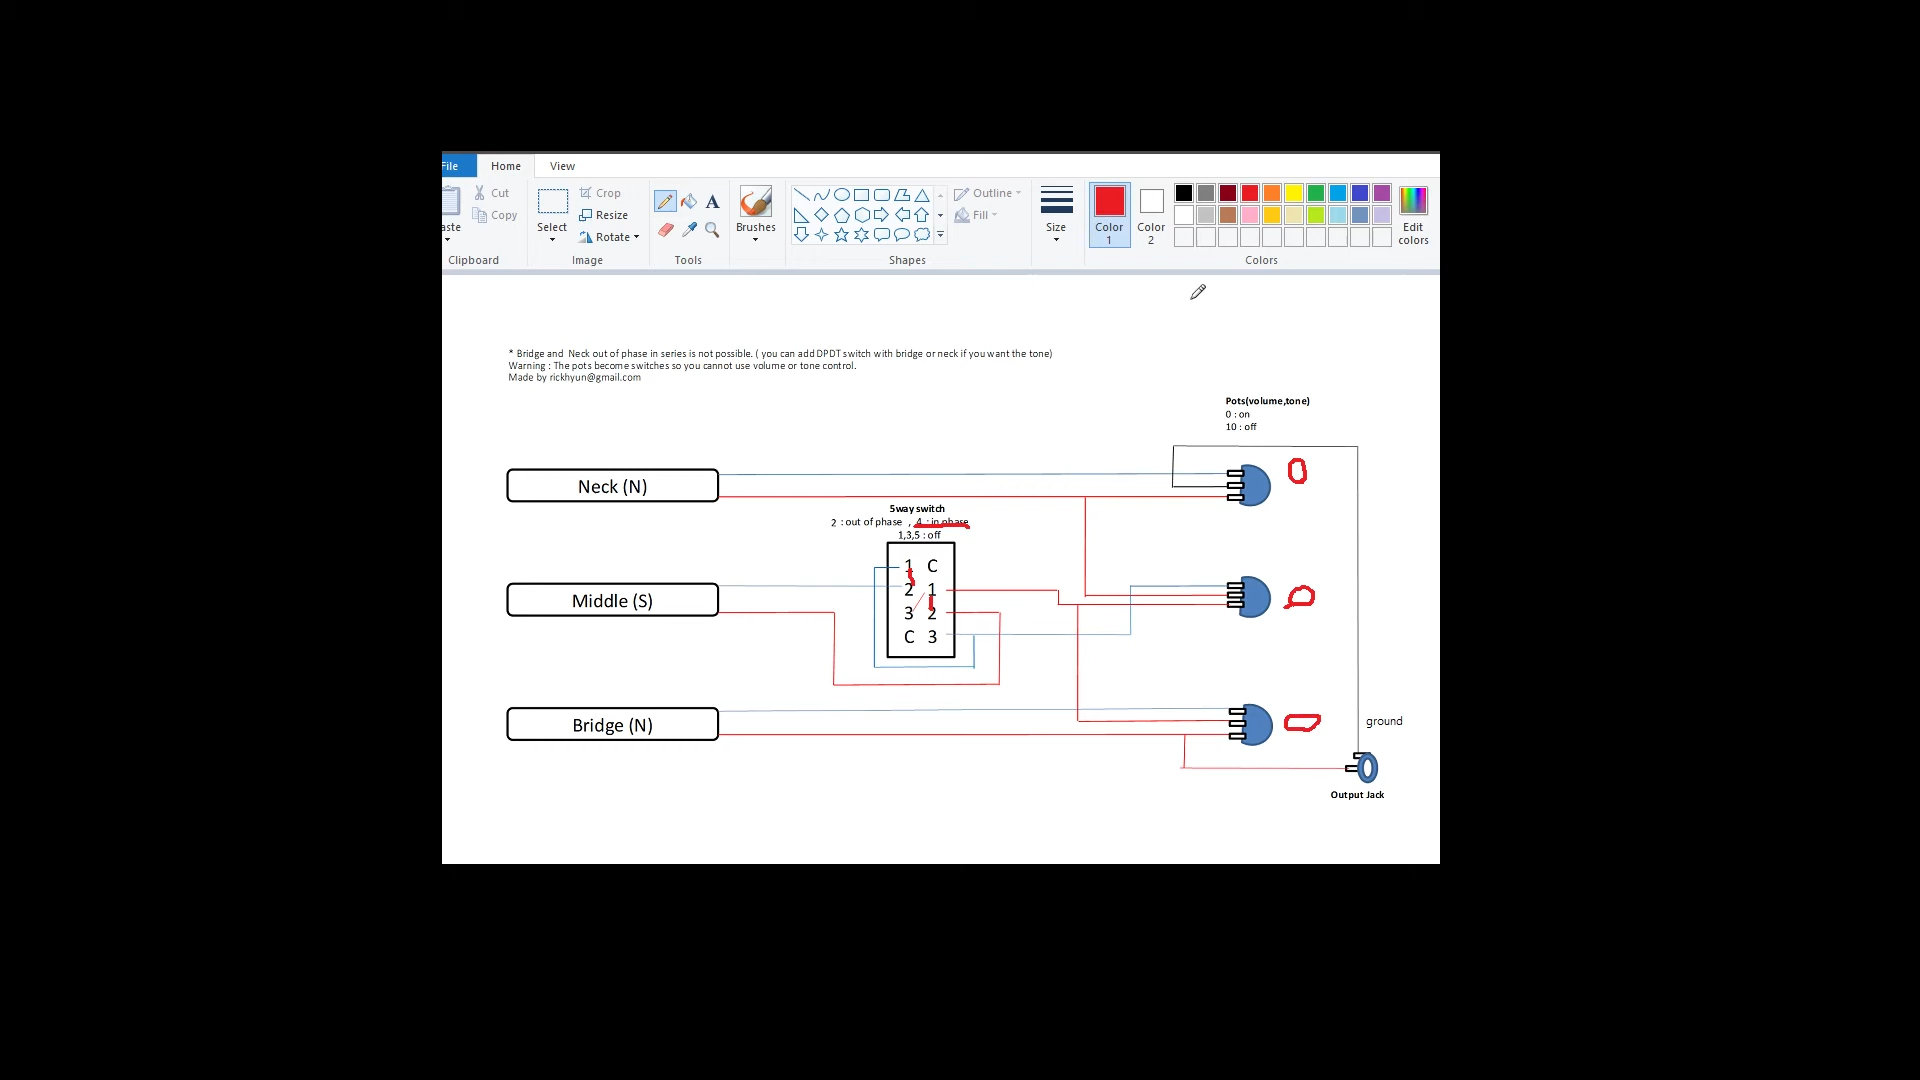 File Home View
Cut
Copy
aste
Clipboard
Select
Crop
Resize
Rotate
Image
A
Tools
Brushes
Shapes
Outline
Fill
Size
Color
1
Color
2
Edit
colors
Colors
* Bridge and Neck out of phase in series is not possible. ( you can add DPDT switch with bridge or neck if you want the tone)
Warning : The pots become switches so you cannot use volume or tone control.
Made by rickhyun@gmail.com
Pots(volume,tone)
0 : on
10 : off
Neck (N)
0
5way switch
2 : out of phase , 4 : in phase
1,3,5 : off
1 C
2 1
3 2
C 3
Middle (S)
0
Bridge (N)
0
ground
Output Jack